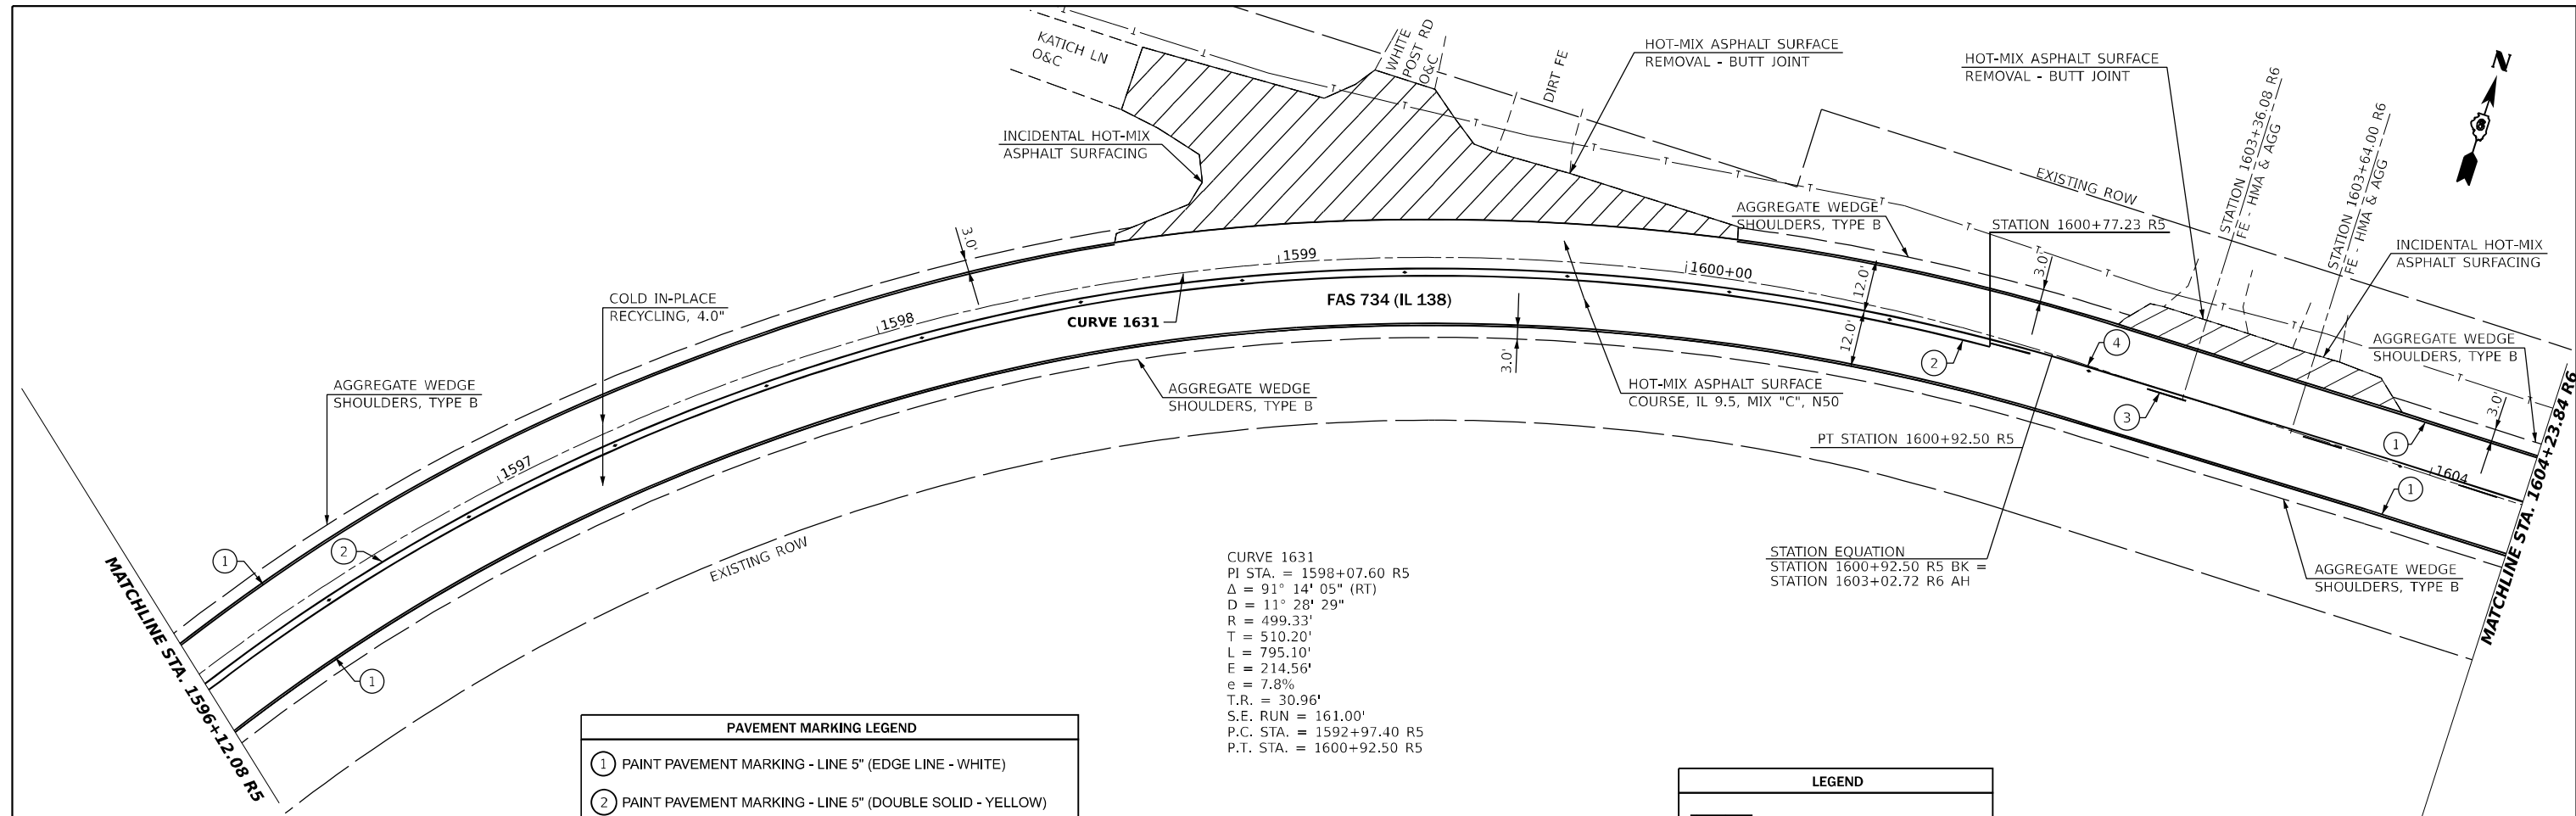 KATICH LN
O&C
WHITE
POST RD
O&C
DIRT FE
HOT-MIX ASPHALT SURFACE
REMOVAL - BUTT JOINT
HOT-MIX ASPHALT SURFACE
REMOVAL - BUTT JOINT
N
INCIDENTAL HOT-MIX
ASPHALT SURFACING
EXISTING ROW
STATION 1603+36.08 R6
FE - HMA & AGG
STATION 1603+64.00 R6
FE - HMA & AGG
AGGREGATE WEDGE
SHOULDERS, TYPE B
STATION 1600+77.23 R5
INCIDENTAL HOT-MIX
ASPHALT SURFACING
3.0'
1599
1600+00
12.0'
12.0'
3.0'
COLD IN-PLACE
RECYCLING, 4.0"
1598
CURVE 1631
FAS 734 (IL 138)
3.0'
2
4
AGGREGATE WEDGE
SHOULDERS, TYPE B
AGGREGATE WEDGE
SHOULDERS, TYPE B
AGGREGATE WEDGE
SHOULDERS, TYPE B
HOT-MIX ASPHALT SURFACE
COURSE, IL 9.5, MIX "C", N50
3
3.0'
1
PT STATION 1600+92.50 R5
1597
1604
1
1
2
EXISTING ROW
1
MATCHLINE STA. 1596+12.08 R5
MATCHLINE STA. 1604+23.84 R6
CURVE 1631
PI STA. = 1598+07.60 R5
Δ = 91° 14' 05" (RT)
D = 11° 28' 29"
R = 499.33'
T = 510.20'
L = 795.10'
E = 214.56'
e = 7.8%
T.R. = 30.96'
S.E. RUN = 161.00'
P.C. STA. = 1592+97.40 R5
P.T. STA. = 1600+92.50 R5
STATION EQUATION
STATION 1600+92.50 R5 BK =
STATION 1603+02.72 R6 AH
AGGREGATE WEDGE
SHOULDERS, TYPE B
PAVEMENT MARKING LEGEND
1 PAINT PAVEMENT MARKING - LINE 5" (EDGE LINE - WHITE)
2 PAINT PAVEMENT MARKING - LINE 5" (DOUBLE SOLID - YELLOW)
LEGEND